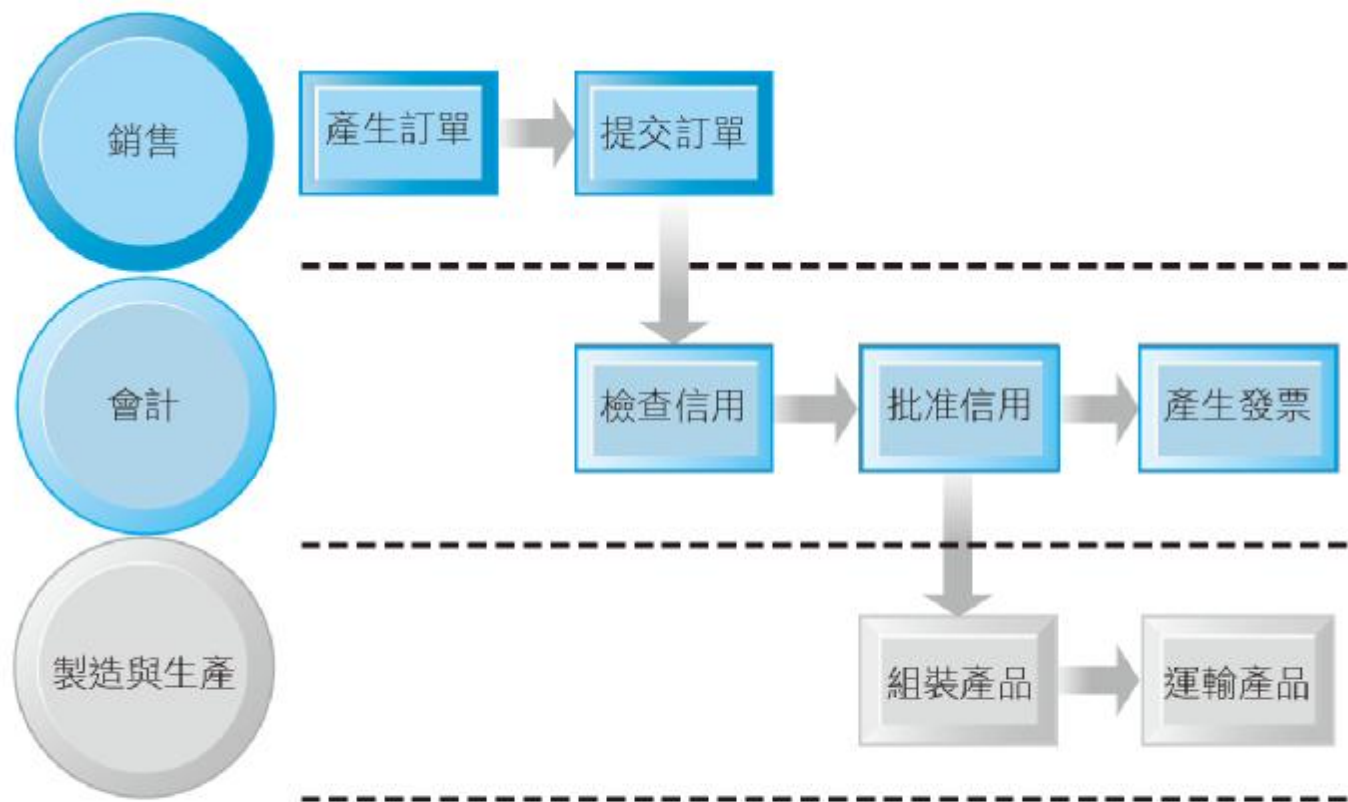 銷售
產生訂單
提交訂單
會計
檢查信用
批准信用
產生發票
製造與生產
組裝產品
運輸產品